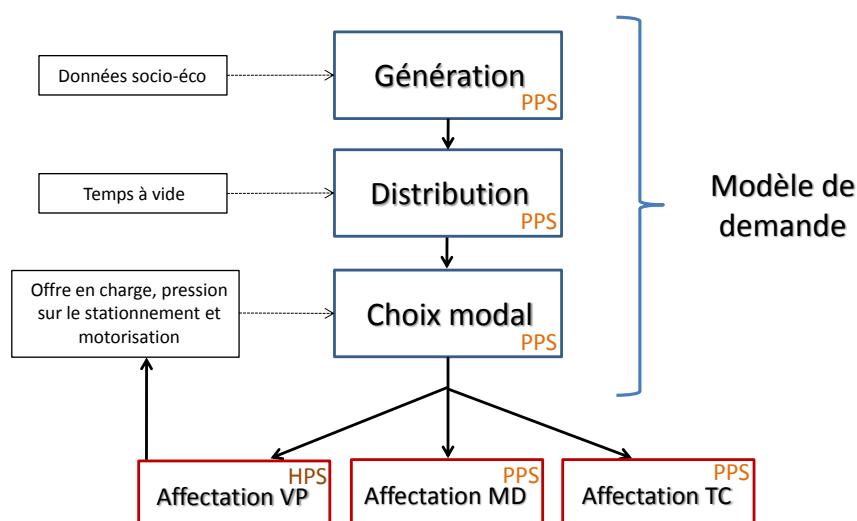 Données socio-éco
Génération
PPS
Temps à vide
Distribution
PPS
Modèle de
demande
Offre en charge, pression
sur le stationnement et
motorisation
Choix modal
PPS
HPS
Affectation VP
PPS
Affectation MD
PPS
Affectation TC